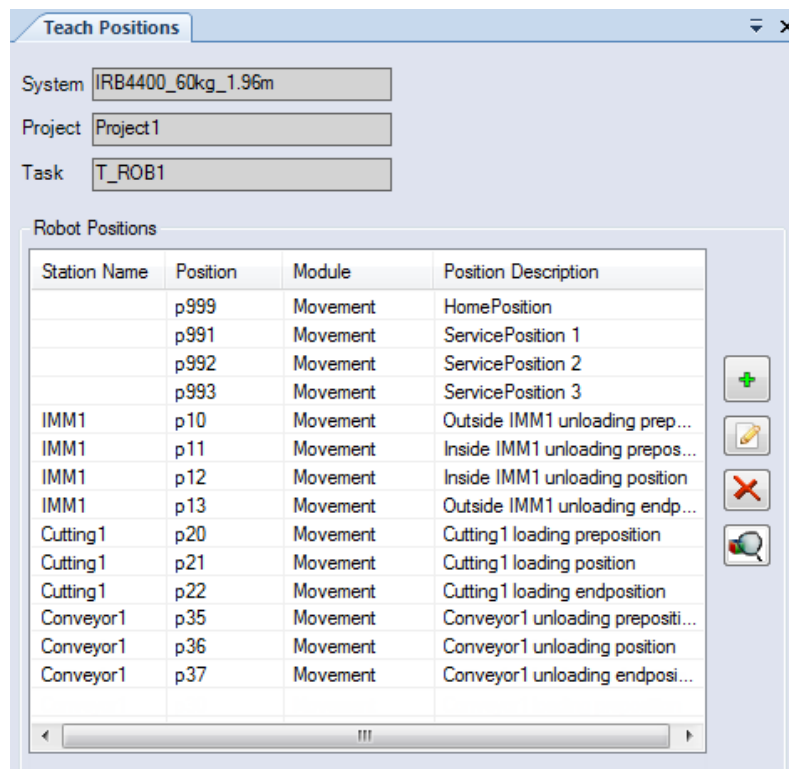 Teach Positions
System IRB4400_60kg_1.96m
Project Project1
Task T_ROB1
Robot Positions
Station Name Position Module Position Description
p999 Movement HomePosition
p991 Movement ServicePosition 1
p992 Movement ServicePosition 2
p993 Movement ServicePosition 3
IMM1 p10 Movement Outside IMM1 unloading prep...
IMM1 p11 Movement Inside IMM1 unloading prepos...
IMM1 p12 Movement Inside IMM1 unloading position
IMM1 p13 Movement Outside IMM1 unloading endp...
Cutting1 p20 Movement Cutting1 loading preposition
Cutting1 p21 Movement Cutting1 loading position
Cutting1 p22 Movement Cutting1 loading endposition
Conveyor1 p35 Movement Conveyor1 unloading prepositi...
Conveyor1 p36 Movement Conveyor1 unloading position
Conveyor1 p37 Movement Conveyor1 unloading endposi...